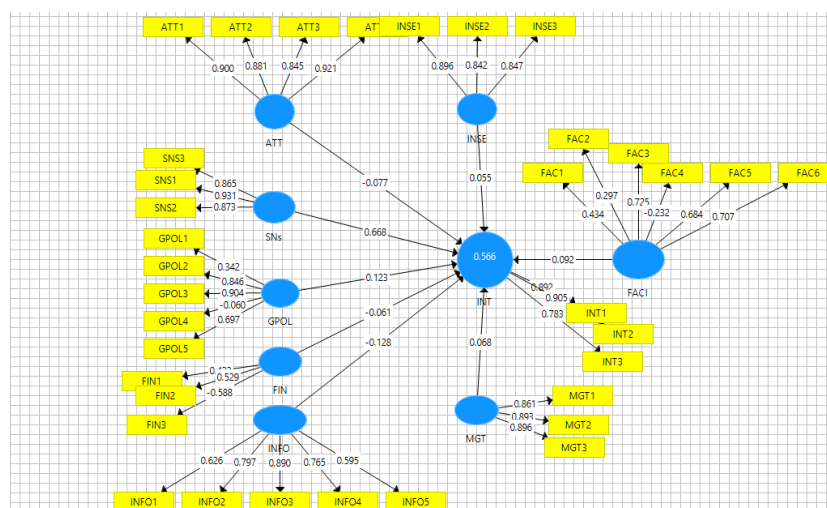 ATT1 ATT2 ATT3 INSE1 INSE2 INSE3
0.900 0.881 0.845 0.921 0.896 0.842 0.847
ATT INSE
FAC1 FAC2 FAC3 FAC4 FAC5 FAC6
0.434 0.297 0.725 -0.232 0.684 0.707
FACI
SNS3
SNS1
SNS2
0.865
0.931
0.873
SNs
-0.077
0.055
0.668
GPOL1
GPOL2
GPOL3
GPOL4
GPOL5
0.342
0.846
0.904
-0.060
0.697
GPOL
0.123
0.566
INT
0.092
0.892
0.905
0.783
INT1
INT2
INT3
-0.061
-0.128
0.068
FIN1
FIN2
FIN3
0.529
-0.588
FIN
INFO
0.626 0.797 0.890 0.765 0.595
INFO1 INFO2 INFO3 INFO4 INFO5
MGT
0.861
0.893
0.896
MGT1
MGT2
MGT3